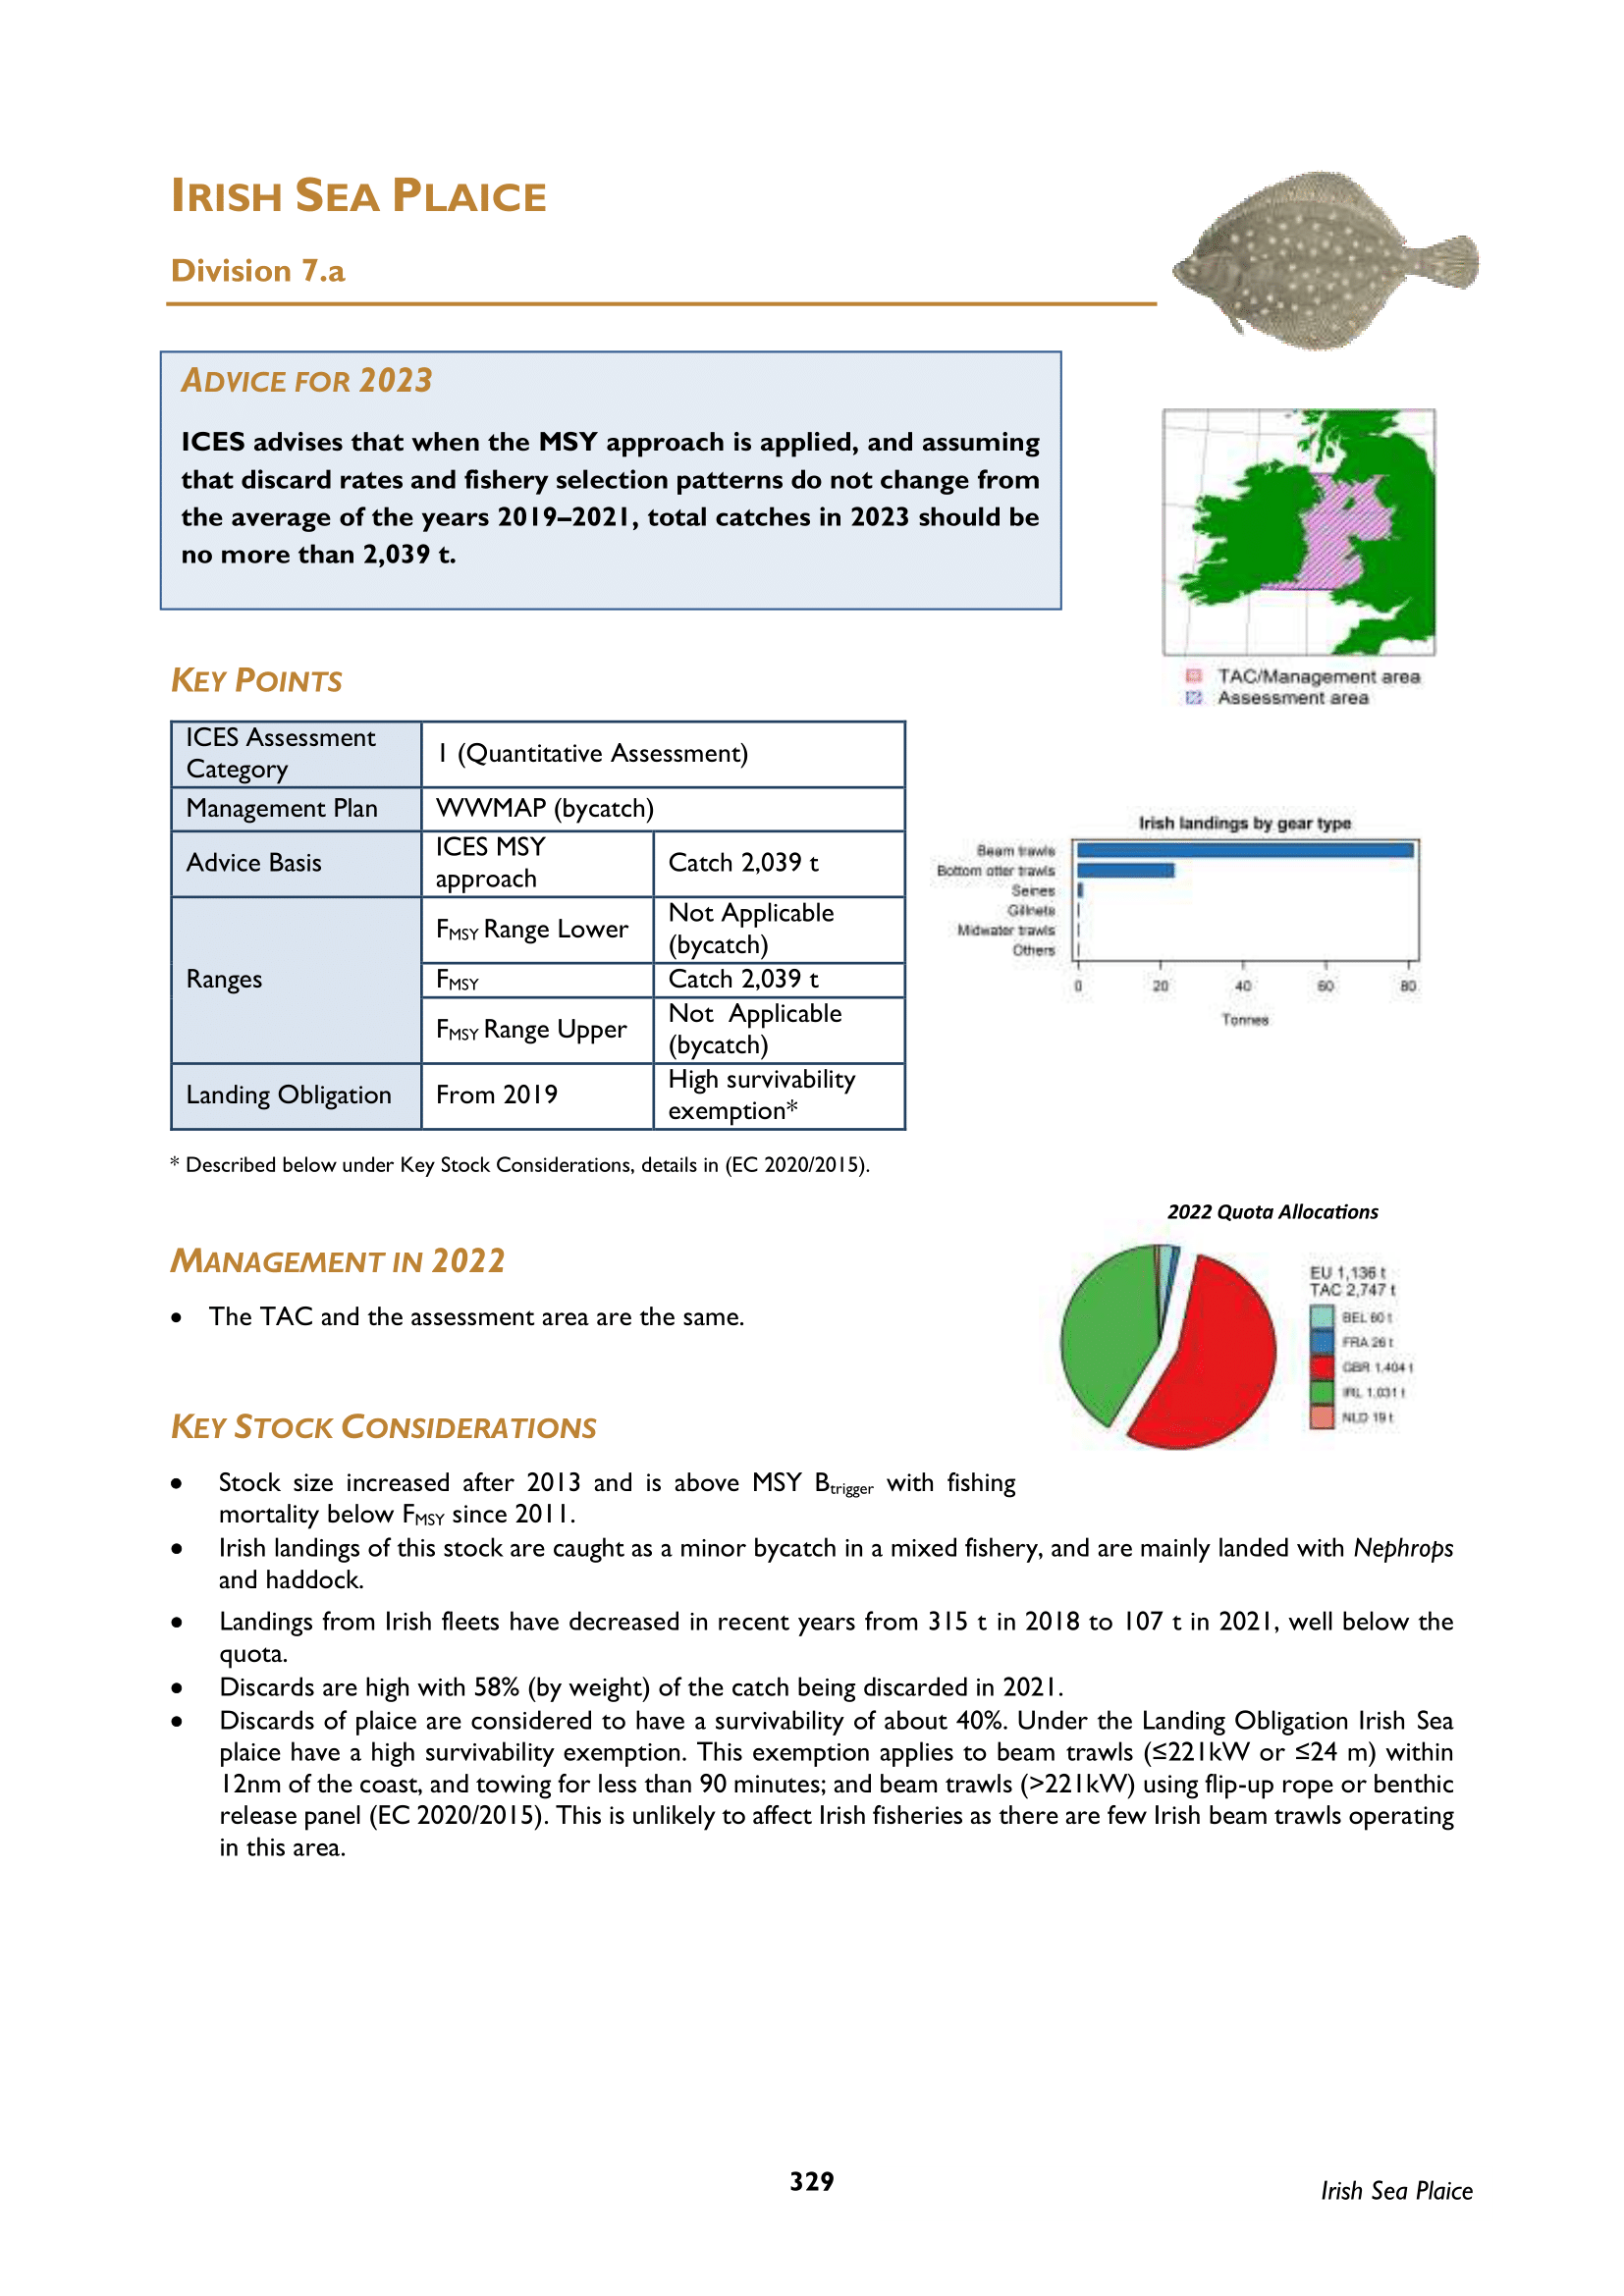 IRISH SEA PLAICE
Division 7.a
ADVICE FOR 2023
ICES advises that when the MSY approach is applied, and assuming
that discard rates and fishery selection patterns do not change from
the average of the years 2019–2021, total catches in 2023 should be
no more than 2,039 t.
TAC/Management area
Assessment area
KEY POINTS
ICES Assessment
Category
1 (Quantitative Assessment)
Management Plan
WWMAP (bycatch)
Advice Basis
ICES MSY
approach
Catch 2,039 t
Ranges
FMSY Range Lower
Not Applicable
(bycatch)
FMSY
Catch 2,039 t
FMSY Range Upper
Not Applicable
(bycatch)
Landing Obligation
From 2019
High survivability
exemption*
* Described below under Key Stock Considerations, details in (EC 2020/2015).
Irish landings by gear type
Beam trawls
Bottom otter trawls
Seines
Gillnets
Midwater trawls
Others
0 20 40 60 80
Tonnes
2022 Quota Allocations
EU 1,136 t
TAC 2,747 t
BEL 60 t
FRA 26 t
GBR 1,404 t
IRL 1,031 t
NLD 19 t
MANAGEMENT IN 2022
• The TAC and the assessment area are the same.
KEY STOCK CONSIDERATIONS
• Stock size increased after 2013 and is above MSY Btrigger with fishing
mortality below FMSY since 2011.
• Irish landings of this stock are caught as a minor bycatch in a mixed fishery, and are mainly landed with Nephrops
and haddock.
• Landings from Irish fleets have decreased in recent years from 315 t in 2018 to 107 t in 2021, well below the
quota.
• Discards are high with 58% (by weight) of the catch being discarded in 2021.
• Discards of plaice are considered to have a survivability of about 40%. Under the Landing Obligation Irish Sea
plaice have a high survivability exemption. This exemption applies to beam trawls (≤221kW or ≤24 m) within
12nm of the coast, and towing for less than 90 minutes; and beam trawls (>221kW) using flip-up rope or benthic
release panel (EC 2020/2015). This is unlikely to affect Irish fisheries as there are few Irish beam trawls operating
in this area.
329
Irish Sea Plaice